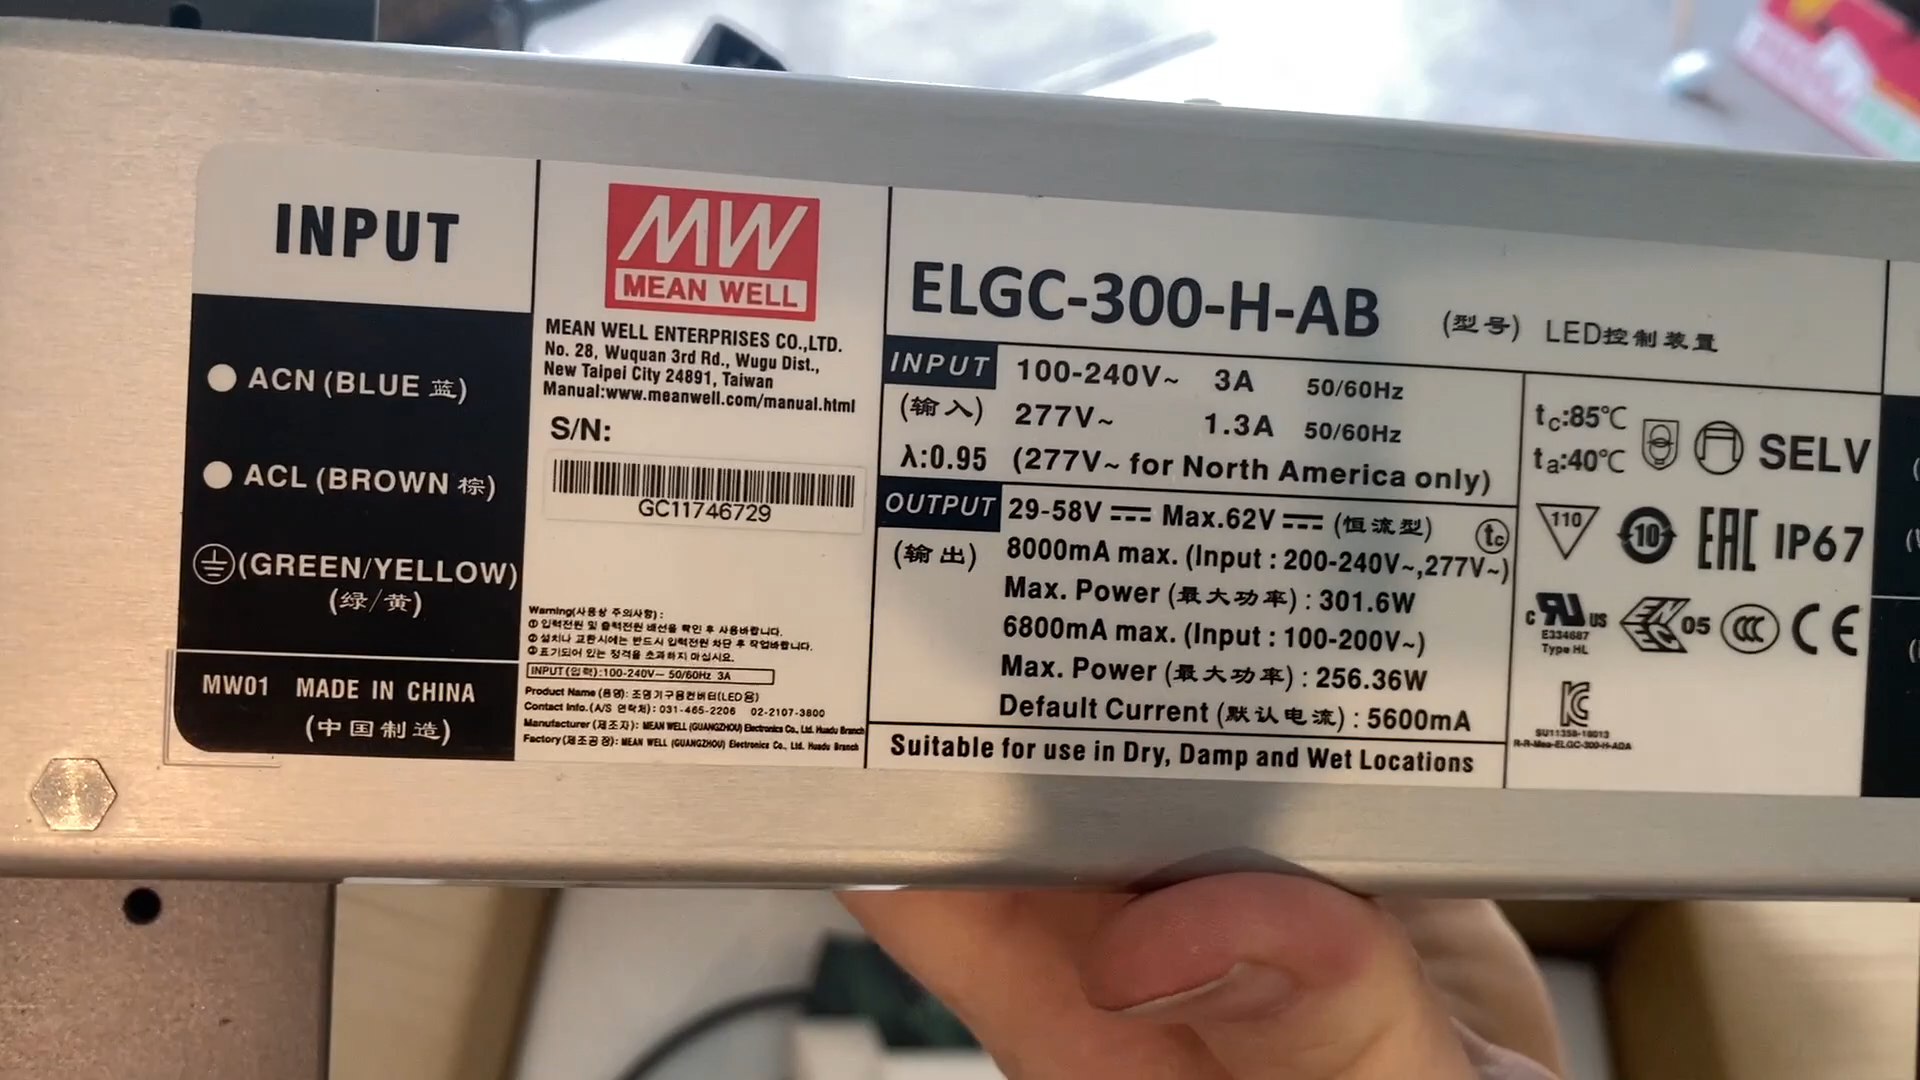 INPUT
ACN (BLUE 蓝)
ACL (BROWN 棕)
(GREEN/YELLOW)
(绿/黄)
MW01 MADE IN CHINA
(中国制造)
MW
MEAN WELL
MEAN WELL ENTERPRISES CO.,LTD.
No. 28, Wuquan 3rd Rd., Wugu Dist.,
New Taipei City 24891, Taiwan
Manual:www.meanwell.com/manual.html
S/N:
GC11746729
Warning(사용상 주의사항) :
① 입력전원 및 출력전원 배선을 확인 후 사용바랍니다.
② 설치나 교환시에는 반드시 입력전원 차단 후 작업바랍니다.
③ 표기되어 있는 정격을 초과하지 마십시요.
INPUT(입력):100-240V~ 50/60Hz 3A
Product Name (품명): 조명기구용컨버터(LED용)
Contact Info.(A/S 연락처): 031-465-2206 02-2107-3800
Manufacturer (제조자): MEAN WELL (GUANGZHOU) Electronics Co., Ltd. Huadu Branch
Factory(제조공장): MEAN WELL (GUANGZHOU) Electronics Co., Ltd. Huadu Branch
ELGC-300-H-AB (型号) LED控制装置
INPUT 100-240V~ 3A 50/60Hz
(输入) 277V~ 1.3A 50/60Hz
λ:0.95 (277V~ for North America only)
OUTPUT 29-58V Max.62V (恒流型) tc
(输出) 8000mA max. (Input : 200-240V~,277V~)
Max. Power (最大功率) : 301.6W
6800mA max. (Input : 100-200V~)
Max. Power (最大功率) : 256.36W
Default Current (默认电流) : 5600mA
Suitable for use in Dry, Damp and Wet Locations
tc:85℃
ta:40℃
SELV
110
10
EAC
IP67
c RU US
E334687
Type HL
ENEC 05
CCC
CE
KC
SU11358-18013
R-R-Mea-ELGC-300-H-ADA